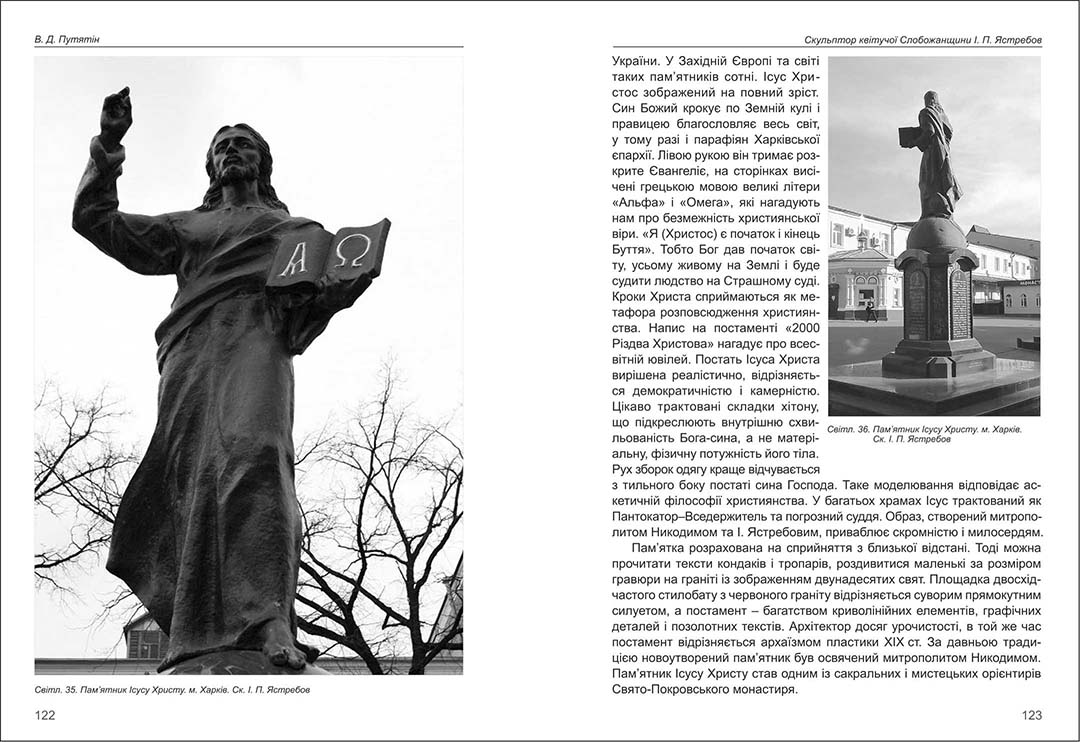 В. Д. Путятін
А Ω
Світл. 35. Пам’ятник Ісусу Христу. м. Харків. Ск. І. П. Ястребов
122
Скульптор квітучої Слобожанщини І. П. Ястребов
України. У Західній Європі та світі
таких пам’ятників сотні. Ісус Хри-
стос зображений на повний зріст.
Син Божий крокує по Земній кулі і
правицею благословляє весь світ,
у тому разі і парафіян Харківської
єпархії. Лівою рукою він тримає роз-
крите Євангеліє, на сторінках висі-
чені грецькою мовою великі літери
«Альфа» і «Омега», які нагадують
нам про безмежність християнської
віри. «Я (Христос) є початок і кінець
Буття». Тобто Бог дав початок сві-
ту, усьому живому на Землі і буде
судити людство на Страшному суді.
Кроки Христа сприймаються як ме-
тафора розповсюдження християн-
ства. Напис на постаменті «2000
Різдва Христова» нагадує про всес-
вітній ювілей. Постать Ісуса Христа
вирішена реалістично, відрізняєть-
ся демократичністю і камерністю.
Цікаво трактовані складки хітону,
що підкреслюють внутрішню схви-
льованість Бога-сина, а не матері-
альну, фізичну потужність його тіла.
Рух зборок одягу краще відчувається
з тильного боку постаті сина Господа. Таке моделювання відповідає ас-
кетичній філософії християнства. У багатьох храмах Ісус трактований як
Пантокатор–Вседержитель та погрозний суддя. Образ, створений митропо-
литом Никодимом та І. Ястребовим, приваблює скромністю і милосердям.
Пам’ятка розрахована на сприйняття з близької відстані. Тоді можна
прочитати тексти кондаків і тропарів, роздивитися маленькі за розміром
гравюри на граніті із зображенням двунадесятих свят. Площадка двосхід-
частого стилобату з червоного граніту відрізняється суворим прямокутним
силуетом, а постамент – багатством криволінійних елементів, графічних
деталей і позолотних текстів. Архітектор досяг урочистості, в той же час
постамент відрізняється архаїзмом пластики XIX ст. За давньою тради-
цією новоутворений пам’ятник був освячений митрополитом Никодимом.
Пам’ятник Ісусу Христу став одним із сакральних і мистецьких орієнтирів
Свято-Покровського монастиря.
Світл. 36. Пам’ятник Ісусу Христу. м. Харків.
Ск. І. П. Ястребов
123